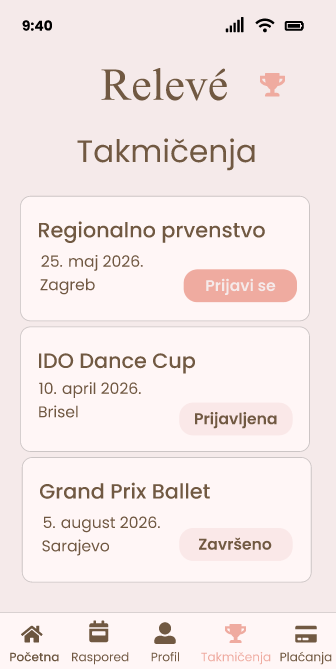 9:40
Relevé
Takmičenja
Regionalno prvenstvo
25. maj 2026.
Zagreb
Prijavi se
IDO Dance Cup
10. april 2026.
Brisel
Prijavljena
Grand Prix Ballet
5. august 2026.
Sarajevo
Završeno
Početna Raspored Profil Takmičenja Plaćanja